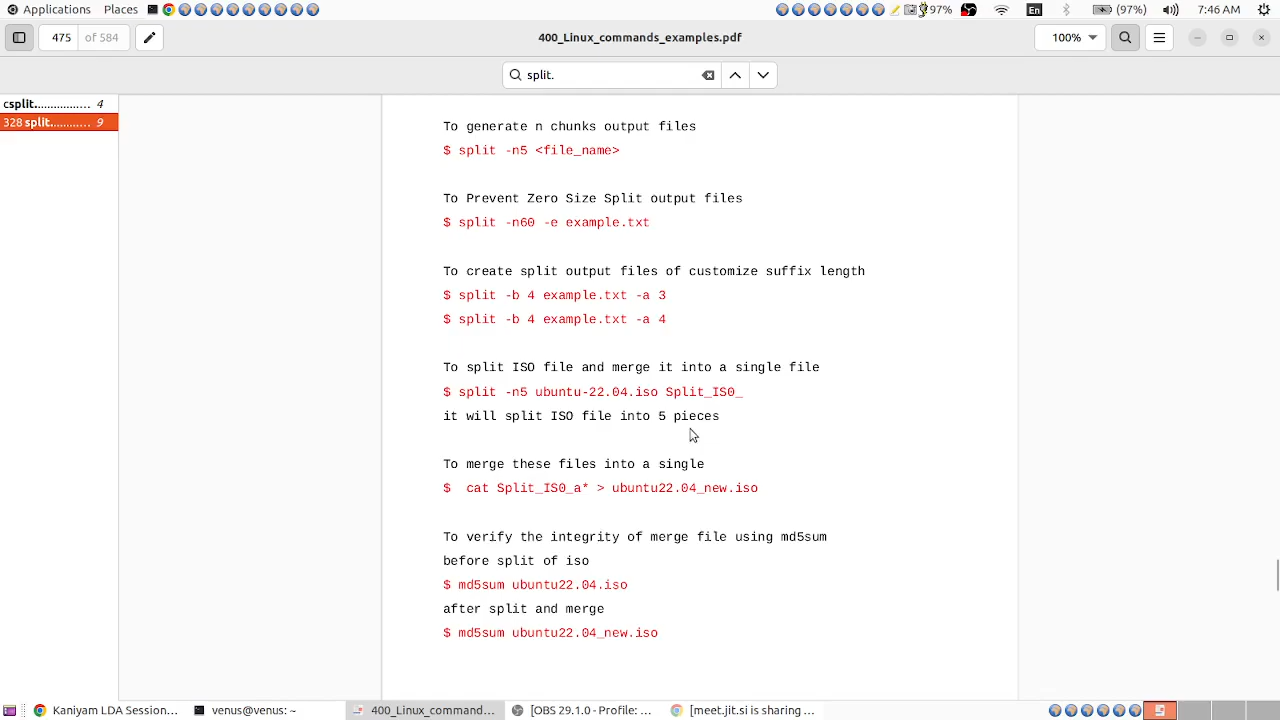 Applications Places 97% En (97%) 7:46 AM
475 of 584 400_Linux_commands_examples.pdf 100%
split.
csplit................ 4
328 split............ 9
To generate n chunks output files
$ split -n5 <file_name>
To Prevent Zero Size Split output files
$ split -n60 -e example.txt
To create split output files of customize suffix length
$ split -b 4 example.txt -a 3
$ split -b 4 example.txt -a 4
To split ISO file and merge it into a single file
$ split -n5 ubuntu-22.04.iso Split_IS0_
it will split ISO file into 5 pieces
To merge these files into a single
$  cat Split_IS0_a* > ubuntu22.04_new.iso
To verify the integrity of merge file using md5sum
before split of iso
$ md5sum ubuntu22.04.iso
after split and merge
$ md5sum ubuntu22.04_new.iso
Kaniyam LDA Session... venus@venus: ~ 400_Linux_command... [OBS 29.1.0 - Profile: ... [meet.jit.si is sharing ...